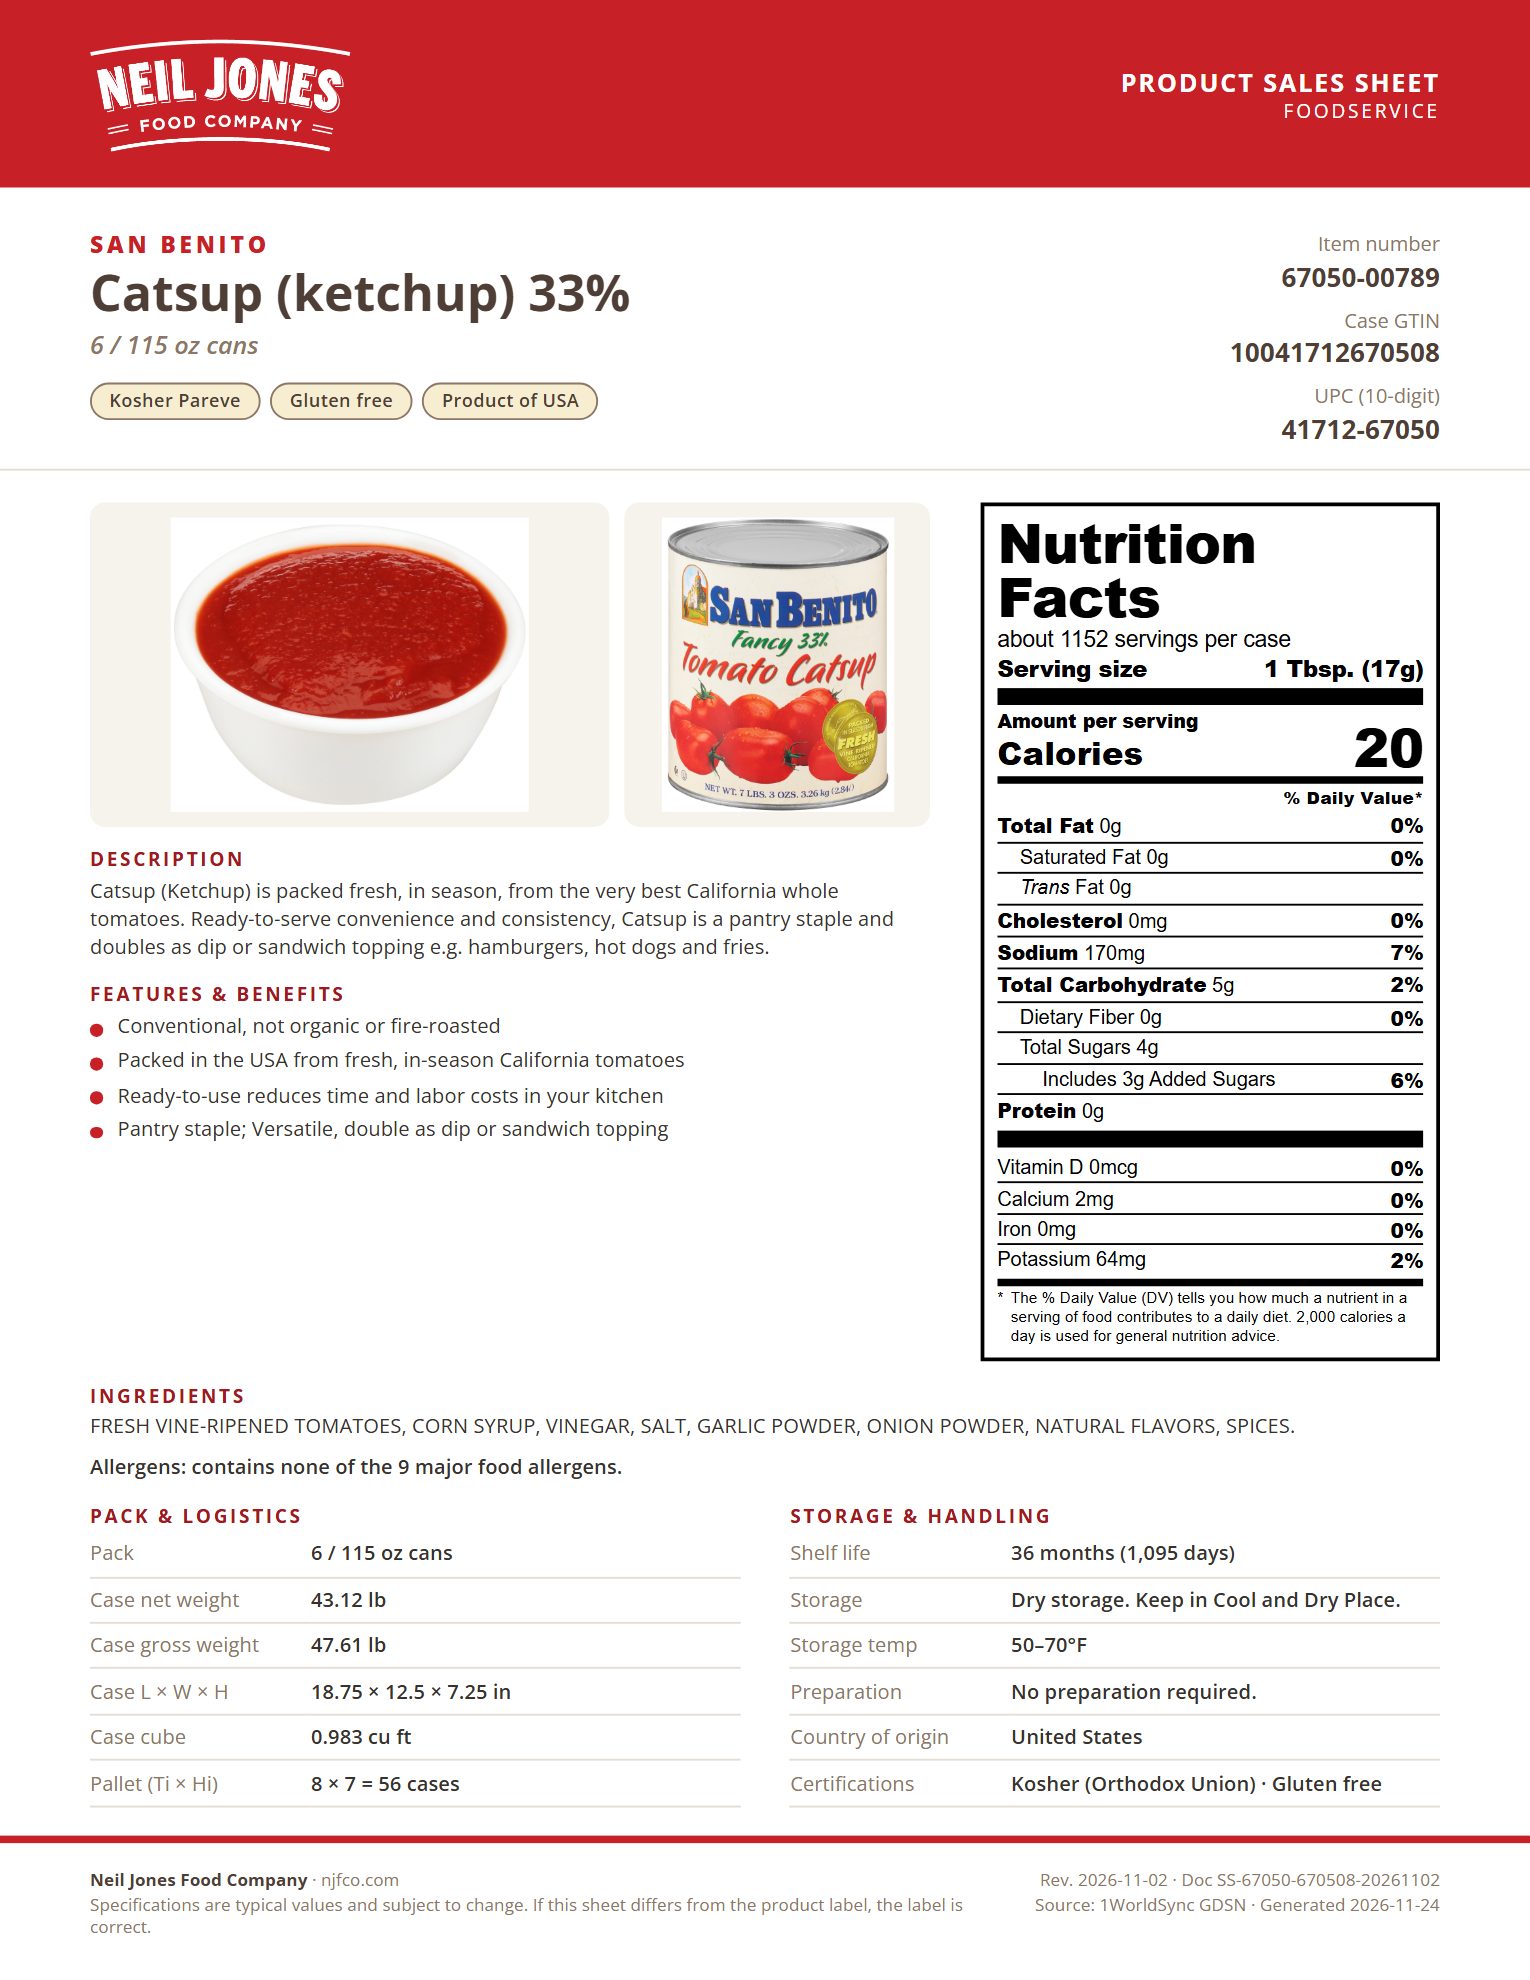 NEIL JONES
FOOD COMPANY
PRODUCT SALES SHEET
FOODSERVICE
SAN BENITO
Catsup (ketchup) 33%
6 / 115 oz cans
Kosher Pareve
Gluten free
Product of USA
Item number
67050-00789
Case GTIN
10041712670508
UPC (10-digit)
41712-67050
SAN BENITO
Fancy 33%
Tomato Catsup
PACKED
FRESH
VINE RIPENED
CALIFORNIA
TOMATOES
NET WT. 7 LBS. 3 OZS. 3.26 kg (2.84l)
DESCRIPTION
Catsup (Ketchup) is packed fresh, in season, from the very best California whole
tomatoes. Ready-to-serve convenience and consistency, Catsup is a pantry staple and
doubles as dip or sandwich topping e.g. hamburgers, hot dogs and fries.
FEATURES & BENEFITS
Conventional, not organic or fire-roasted
Packed in the USA from fresh, in-season California tomatoes
Ready-to-use reduces time and labor costs in your kitchen
Pantry staple; Versatile, double as dip or sandwich topping
Nutrition
Facts
about 1152 servings per case
Serving size 1 Tbsp. (17g)
Amount per serving
Calories 20
% Daily Value*
Total Fat 0g 0%
Saturated Fat 0g 0%
Trans Fat 0g
Cholesterol 0mg 0%
Sodium 170mg 7%
Total Carbohydrate 5g 2%
Dietary Fiber 0g 0%
Total Sugars 4g
Includes 3g Added Sugars 6%
Protein 0g
Vitamin D 0mcg 0%
Calcium 2mg 0%
Iron 0mg 0%
Potassium 64mg 2%
* The % Daily Value (DV) tells you how much a nutrient in a
serving of food contributes to a daily diet. 2,000 calories a
day is used for general nutrition advice.
INGREDIENTS
FRESH VINE-RIPENED TOMATOES, CORN SYRUP, VINEGAR, SALT, GARLIC POWDER, ONION POWDER, NATURAL FLAVORS, SPICES.
Allergens: contains none of the 9 major food allergens.
PACK & LOGISTICS
Pack 6 / 115 oz cans
Case net weight 43.12 lb
Case gross weight 47.61 lb
Case L × W × H 18.75 × 12.5 × 7.25 in
Case cube 0.983 cu ft
Pallet (Ti × Hi) 8 × 7 = 56 cases
STORAGE & HANDLING
Shelf life 36 months (1,095 days)
Storage Dry storage. Keep in Cool and Dry Place.
Storage temp 50–70°F
Preparation No preparation required.
Country of origin United States
Certifications Kosher (Orthodox Union) · Gluten free
Neil Jones Food Company · njfco.com
Specifications are typical values and subject to change. If this sheet differs from the product label, the label is
correct.
Rev. 2026-11-02 · Doc SS-67050-670508-20261102
Source: 1WorldSync GDSN · Generated 2026-11-24